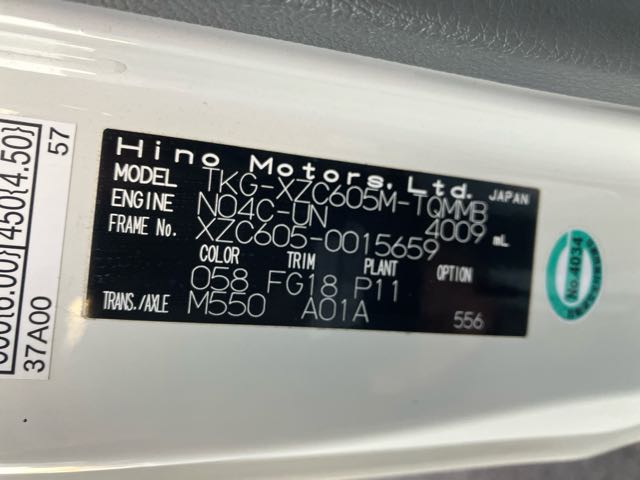 Hino Motors, Ltd. JAPAN
MODEL TKG-XZC605M-TQMMB
ENGINE N04C-UN 4009 mL
FRAME No. XZC605-0015659
COLOR TRIM PLANT OPTION
058 FG18 P11
TRANS./AXLE M550 A01A 556
450{4.50}
57
37A00
No.4034